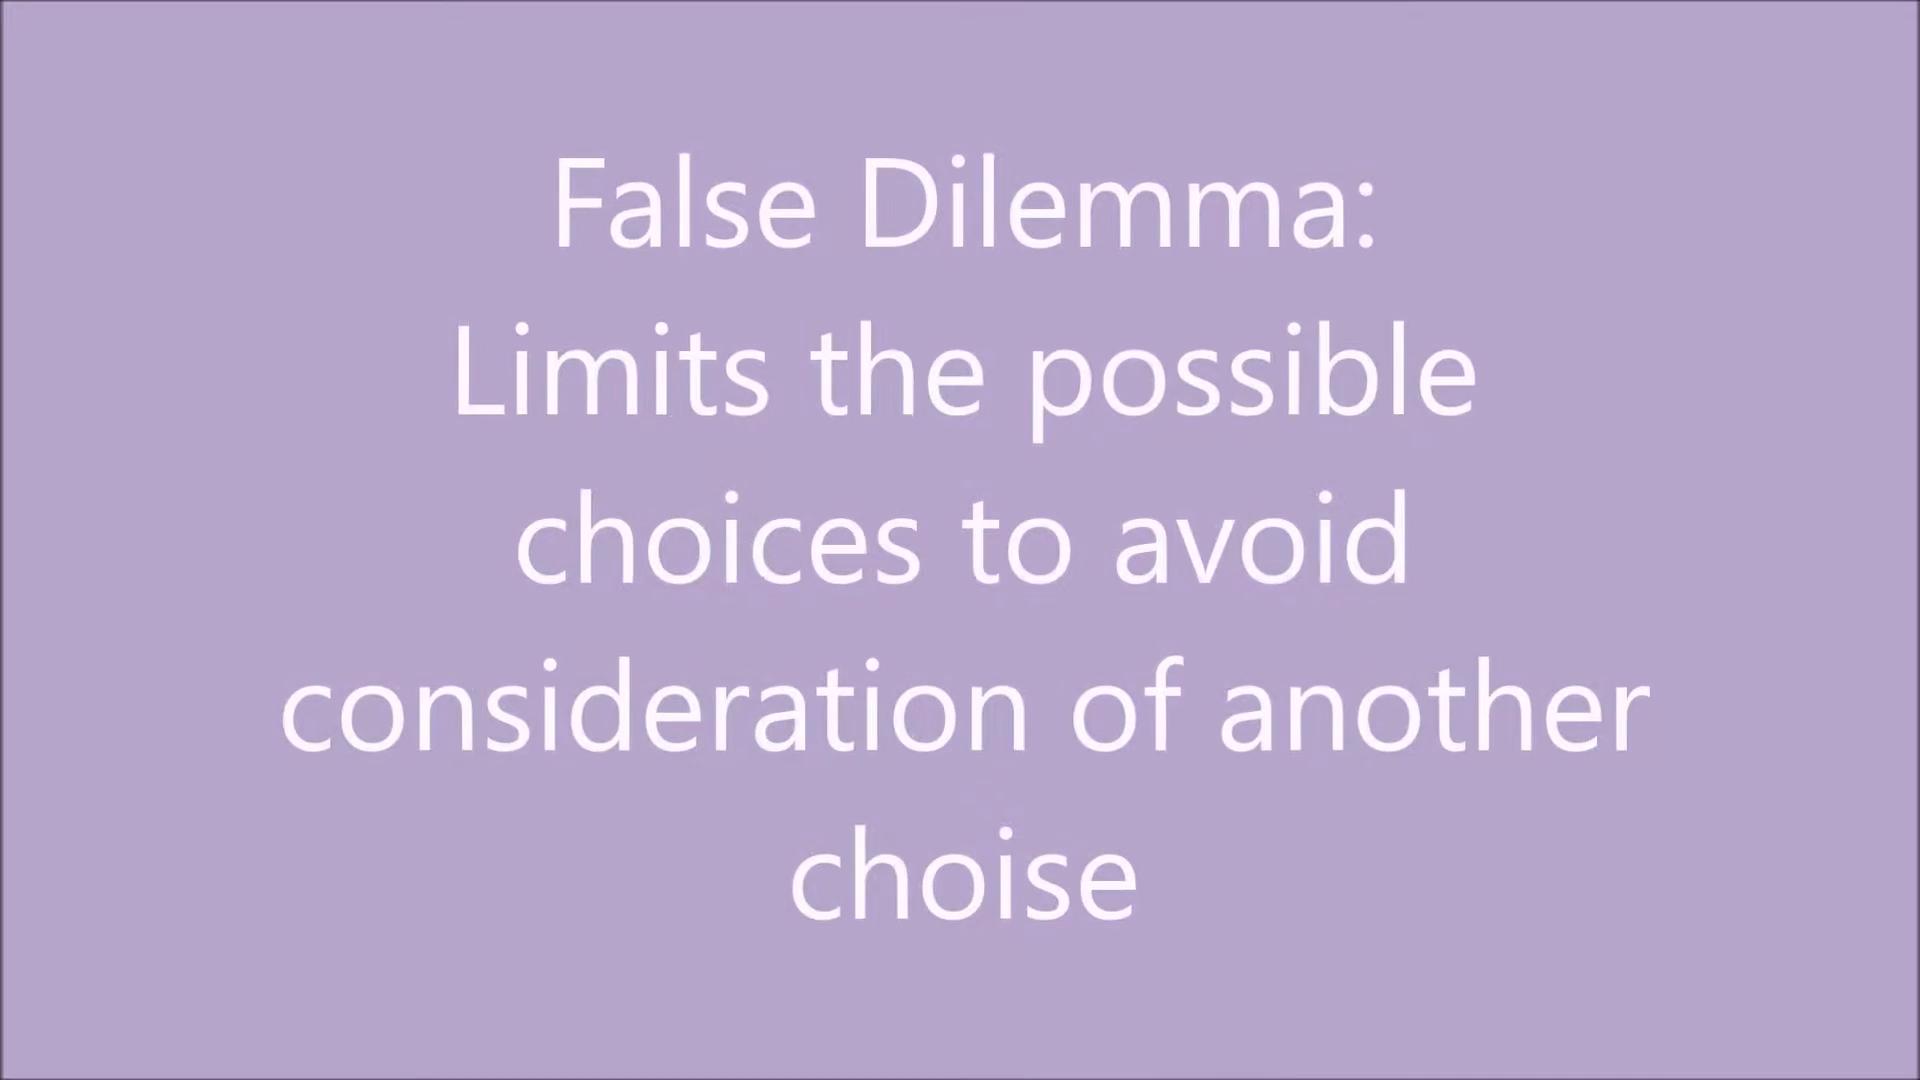 False Dilemma:
Limits the possible
choices to avoid
consideration of another
choise